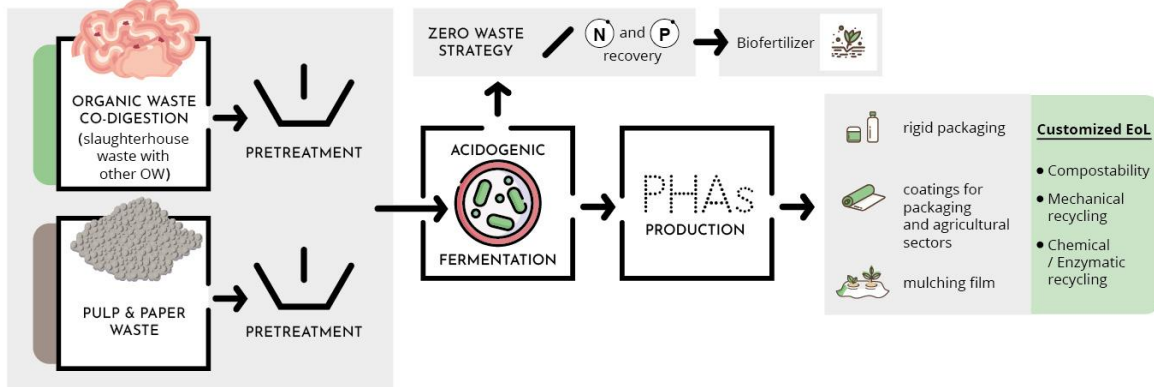 ORGANIC WASTE
CO-DIGESTION
(slaughterhouse
waste with
other OW)
PRETREATMENT
PULP & PAPER
WASTE
PRETREATMENT
ZERO WASTE
STRATEGY
N and P
recovery
Biofertilizer
ACIDOGENIC
FERMENTATION
PHAs
PRODUCTION
rigid packaging
coatings for
packaging
and agricultural
sectors
mulching film
Customized EoL
• Compostability
• Mechanical
recycling
• Chemical
/ Enzymatic
recycling